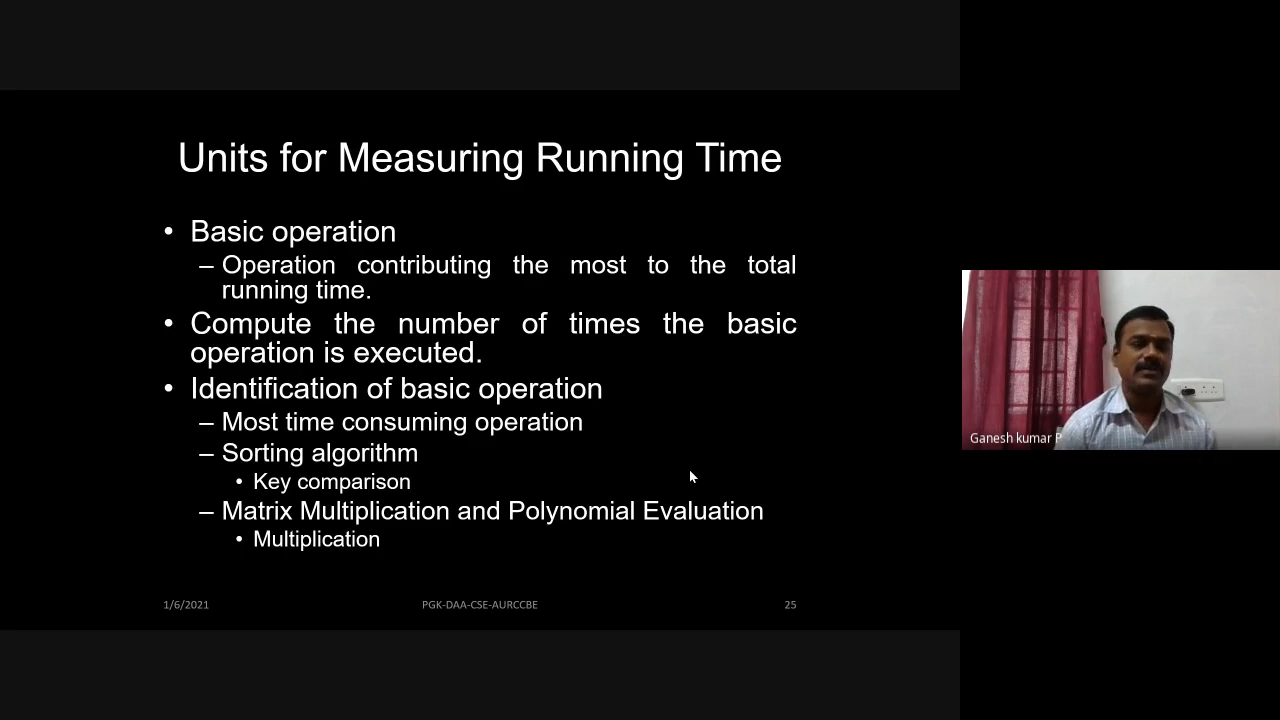 Units for Measuring Running Time
• Basic operation
– Operation contributing the most to the total
running time.
• Compute the number of times the basic
operation is executed.
• Identification of basic operation
– Most time consuming operation
– Sorting algorithm
• Key comparison
– Matrix Multiplication and Polynomial Evaluation
• Multiplication
1/6/2021 PGK-DAA-CSE-AURCCBE 25
Ganesh kumar P